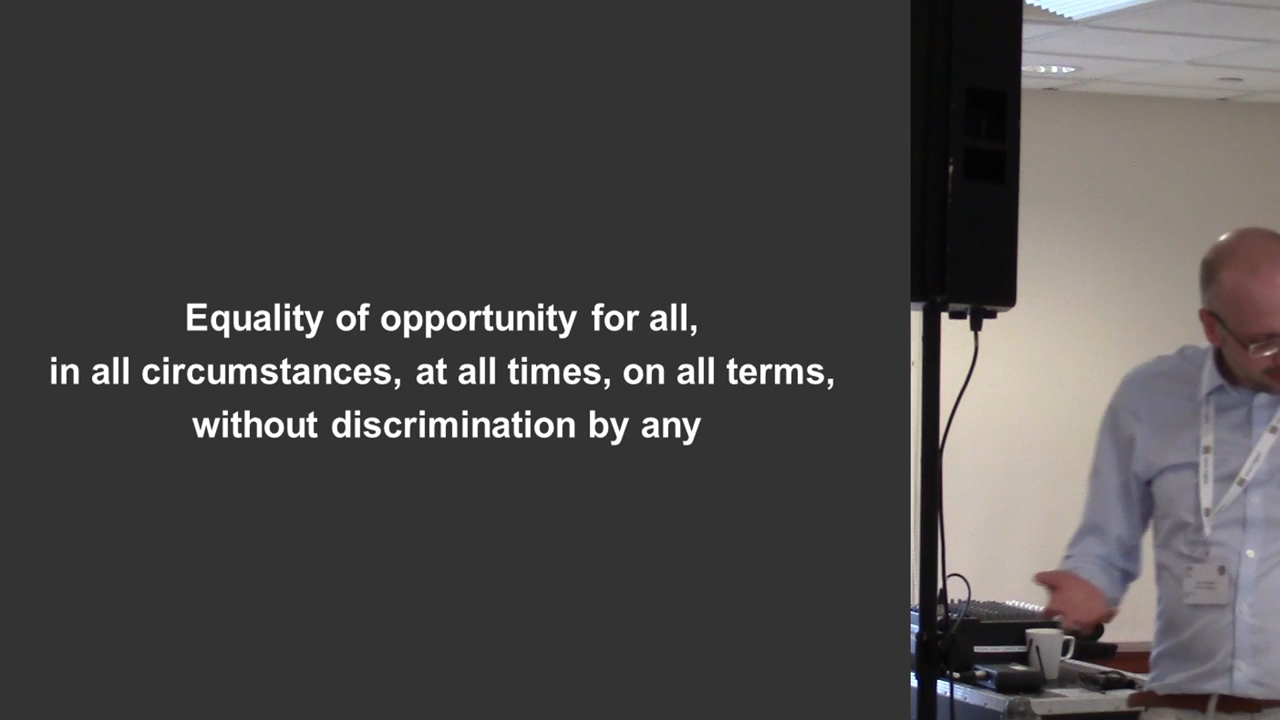 Equality of opportunity for all,
in all circumstances, at all times, on all terms,
without discrimination by any